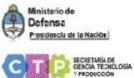 Ministerio de
Defensa
Presidencia de la Nación
CTP
SECRETARÍA DE
CIENCIA TECNOLOGÍA
Y PRODUCCIÓN